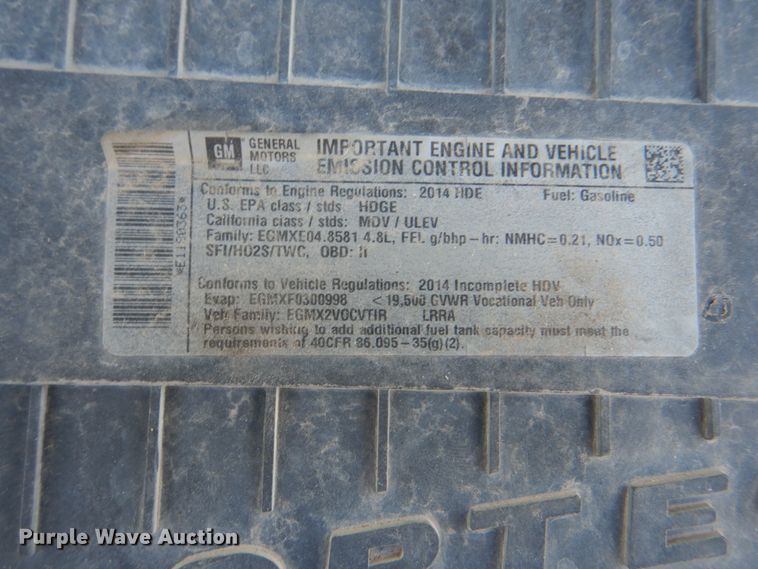 GM GENERAL MOTORS LLC
IMPORTANT ENGINE AND VEHICLE
EMISSION CONTROL INFORMATION
Conforms to Engine Regulations: 2014 HDE Fuel: Gasoline
U.S. EPA class / stds HDGE
California class / stds: MDV / ULEV
Family: EGMXE04.8581 4.8L, FEL g/bhp-hr: NMHC=0.21, NOx=0.50
SFI/HO2S/TWC, OBD: II
Conforms to Vehicle Regulations: 2014 Incomplete HDV
Evap: EGMXF0300998 <19,500 GVWR Vocational Veh Only
Veh Family: EGMX2VOCVTIR LRRA
Persons wishing to add additional fuel tank capacity must meet the
requirements of 40CFR 86.095-35(g)(2).
ORTE
Purple Wave Auction